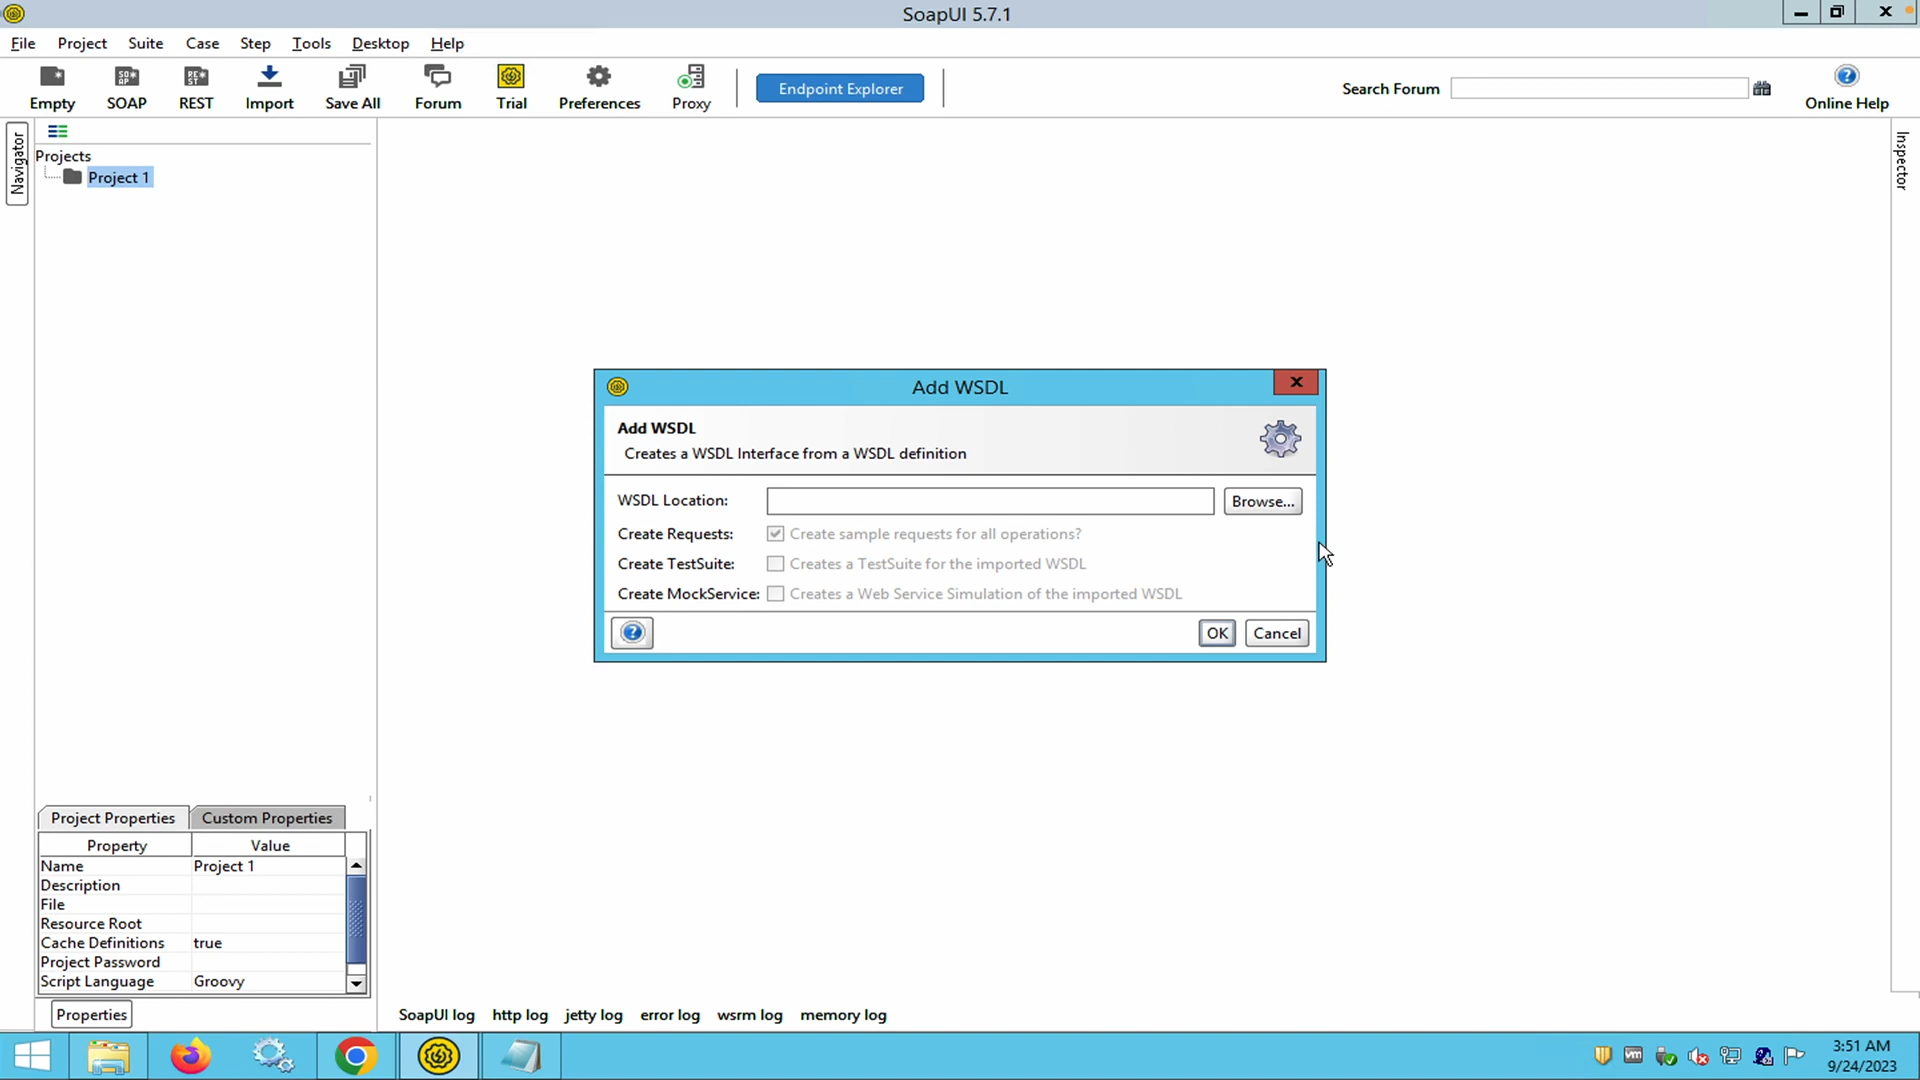 SoapUI 5.7.1
File Project Suite Case Step Tools Desktop Help
Empty SOAP REST Import Save All Forum Trial Preferences Proxy Endpoint Explorer Search Forum Online Help
Navigator
Inspector
Projects
Project 1
Add WSDL
Add WSDL
Creates a WSDL Interface from a WSDL definition
WSDL Location: Browse...
Create Requests: Create sample requests for all operations?
Create TestSuite: Creates a TestSuite for the imported WSDL
Create MockService: Creates a Web Service Simulation of the imported WSDL
OK Cancel
Project Properties Custom Properties
Property Value
Name Project 1
Description
File
Resource Root
Cache Definitions true
Project Password
Script Language Groovy
Properties
SoapUI log http log jetty log error log wsrm log memory log
3:51 AM
9/24/2023